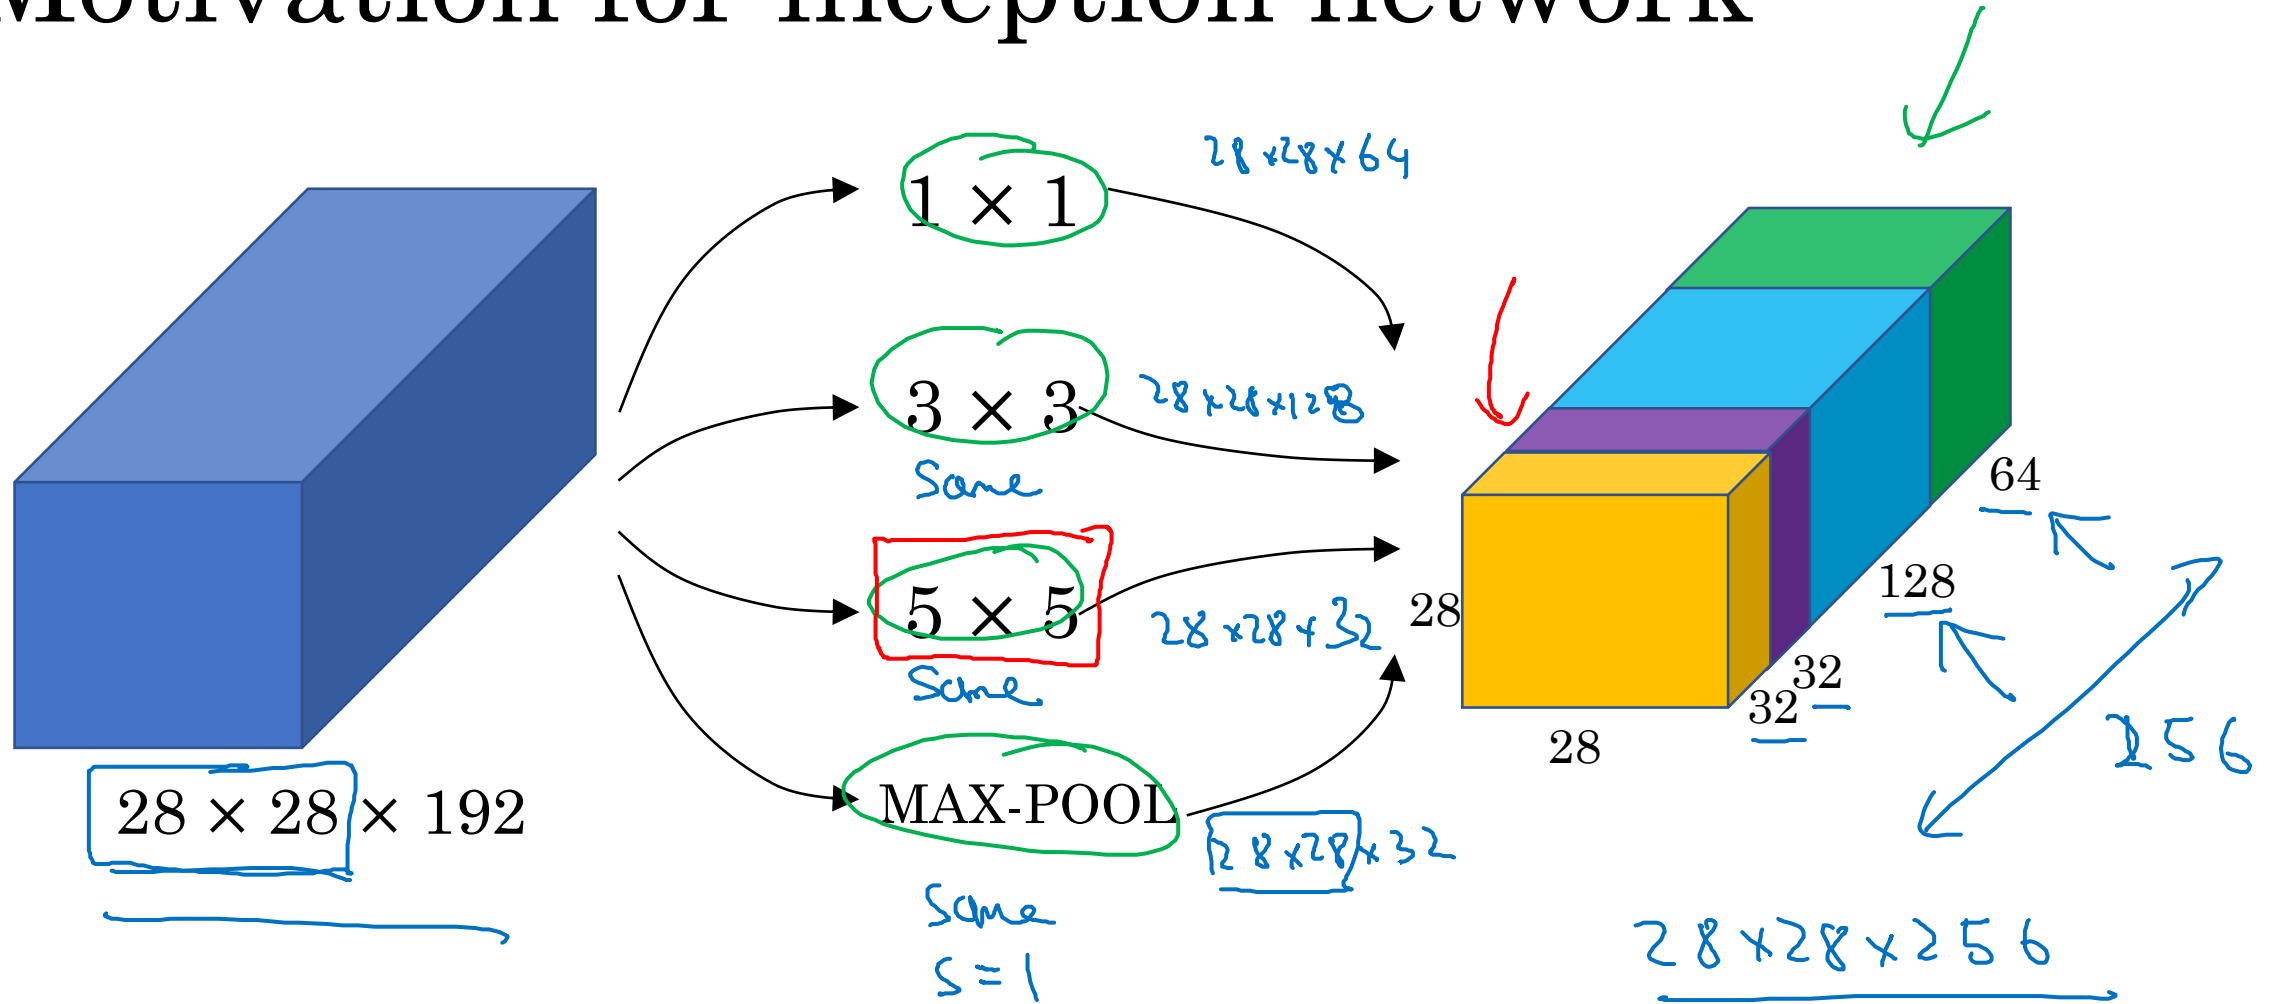 Motivation for inception network
1 × 1
28×28×64
3 × 3
28×28×128
Same
5 × 5
28×28×32
Same
MAX-POOL
28×28×32
Same
s=1
28 × 28 × 192
28
28
32
32
128
64
256
28×28×256